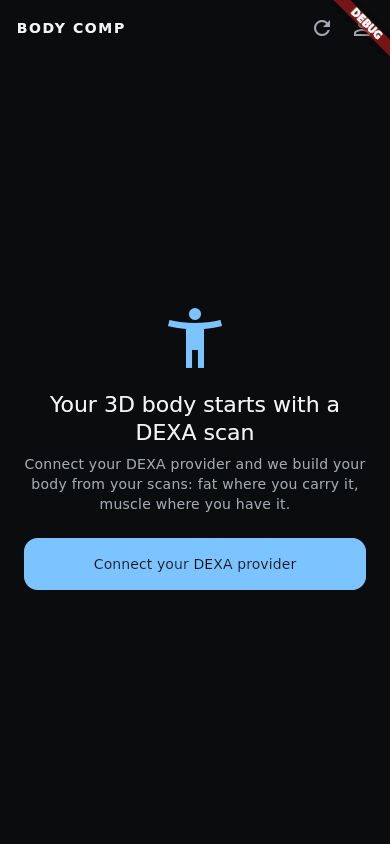 BODY COMP
DEBUG
Your 3D body starts with a
DEXA scan
Connect your DEXA provider and we build your
body from your scans: fat where you carry it,
muscle where you have it.
Connect your DEXA provider